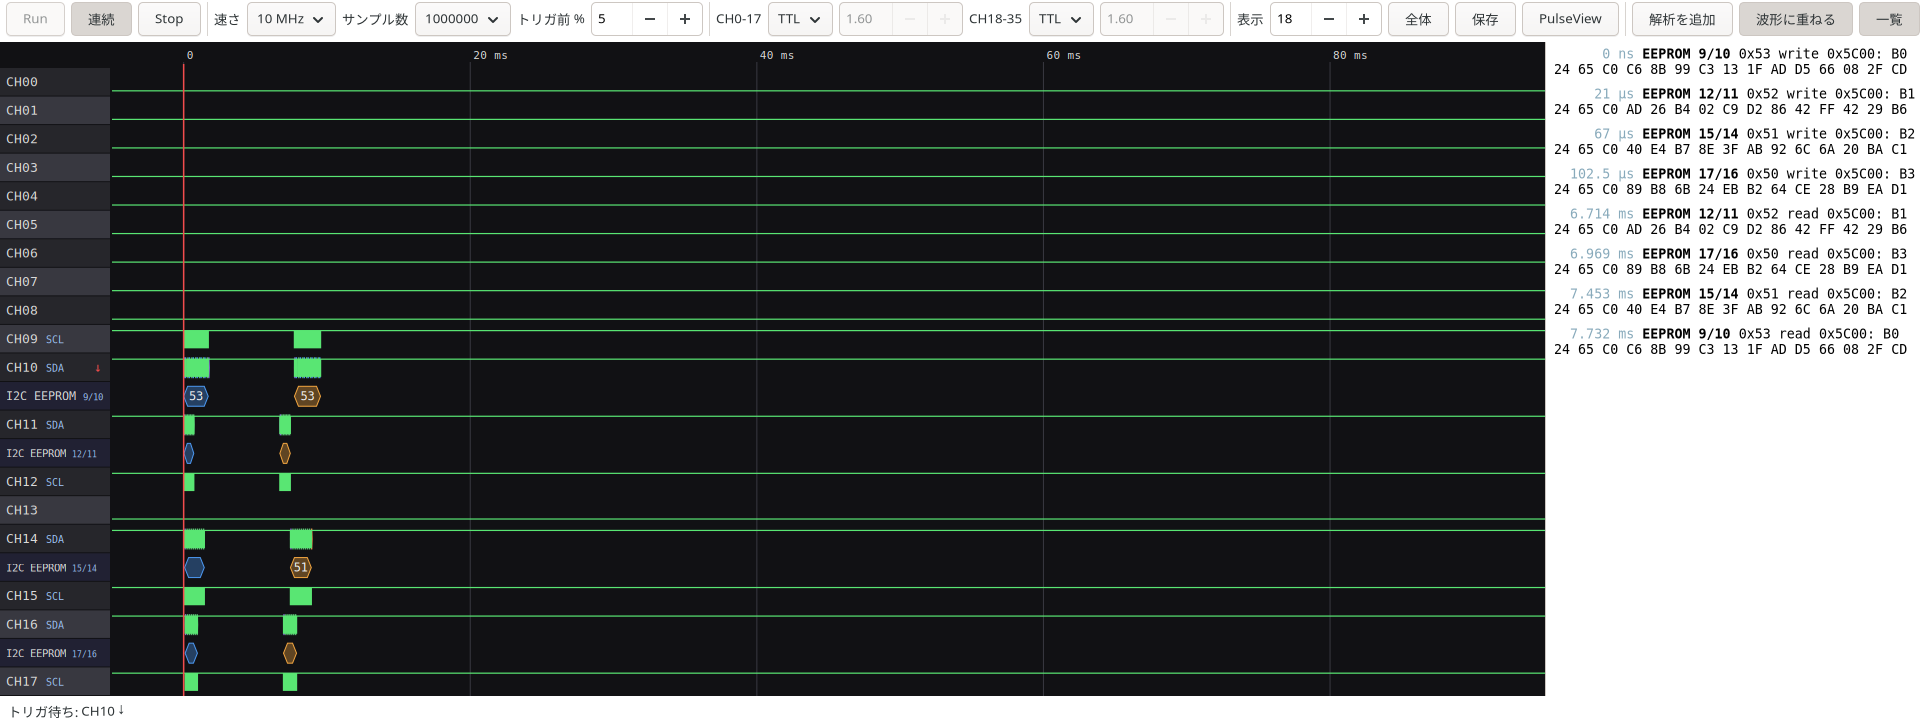 Run 連続 Stop 速さ 10 MHz サンプル数 1000000 トリガ前 % 5 − + CH0-17 TTL 1.60 − + CH18-35 TTL 1.60 − + 表示 18 − + 全体 保存 PulseView 解析を追加 波形に重ねる 一覧
0 20 ms 40 ms 60 ms 80 ms
CH00
CH01
CH02
CH03
CH04
CH05
CH06
CH07
CH08
CH09 SCL
CH10 SDA ↓
I2C EEPROM 9/10 53 53
CH11 SDA
I2C EEPROM 12/11
CH12 SCL
CH13
CH14 SDA
I2C EEPROM 15/14 51
CH15 SCL
CH16 SDA
I2C EEPROM 17/16
CH17 SCL
0 ns EEPROM 9/10 0x53 write 0x5C00: B0
24 65 C0 C6 8B 99 C3 13 1F AD D5 66 08 2F CD
21 µs EEPROM 12/11 0x52 write 0x5C00: B1
24 65 C0 AD 26 B4 02 C9 D2 86 42 FF 42 29 B6
67 µs EEPROM 15/14 0x51 write 0x5C00: B2
24 65 C0 40 E4 B7 8E 3F AB 92 6C 6A 20 BA C1
102.5 µs EEPROM 17/16 0x50 write 0x5C00: B3
24 65 C0 89 B8 6B 24 EB B2 64 CE 28 B9 EA D1
6.714 ms EEPROM 12/11 0x52 read 0x5C00: B1
24 65 C0 AD 26 B4 02 C9 D2 86 42 FF 42 29 B6
6.969 ms EEPROM 17/16 0x50 read 0x5C00: B3
24 65 C0 89 B8 6B 24 EB B2 64 CE 28 B9 EA D1
7.453 ms EEPROM 15/14 0x51 read 0x5C00: B2
24 65 C0 40 E4 B7 8E 3F AB 92 6C 6A 20 BA C1
7.732 ms EEPROM 9/10 0x53 read 0x5C00: B0
24 65 C0 C6 8B 99 C3 13 1F AD D5 66 08 2F CD
トリガ待ち: CH10 ↓